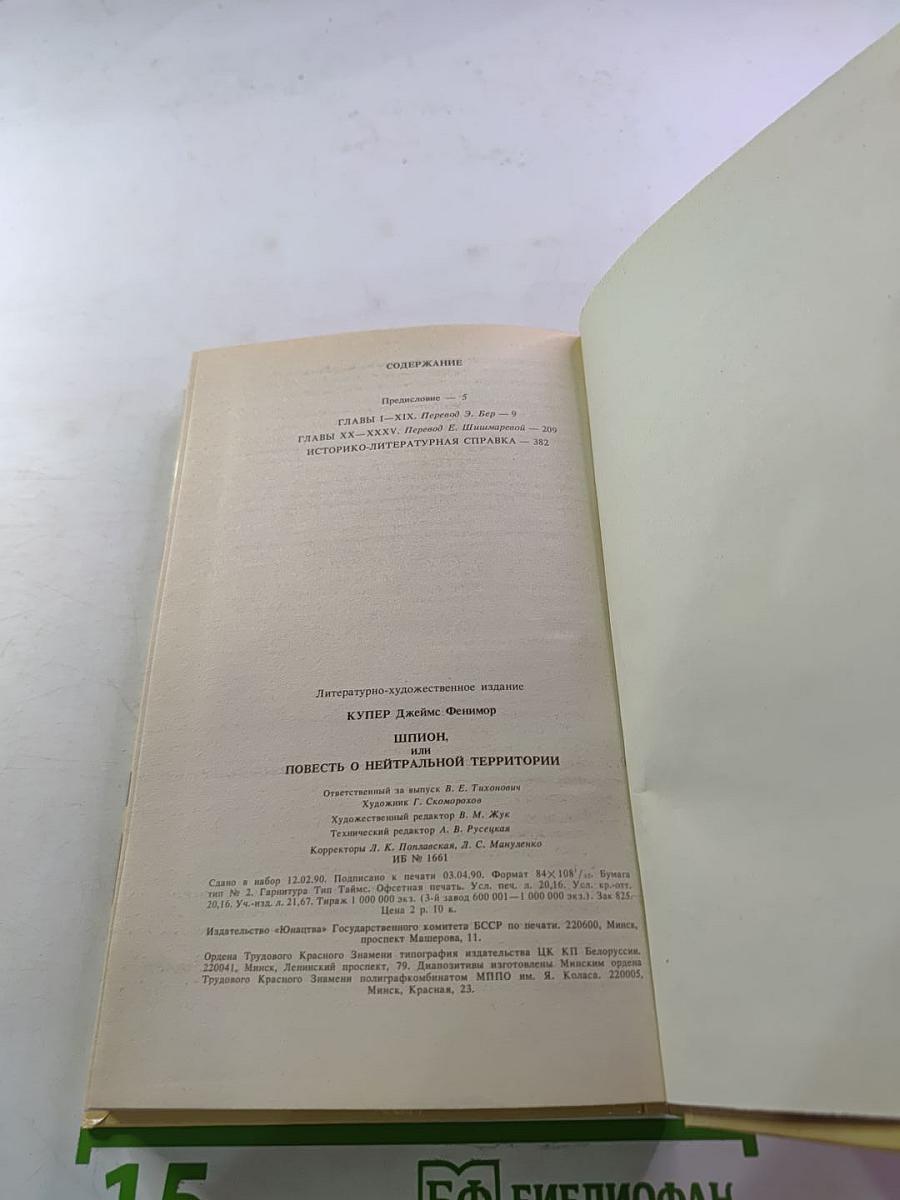 СОДЕРЖАНИЕ
Предисловие — 5
ГЛАВЫ I—XIX. Перевод Э. Бер — 9
ГЛАВЫ XX—XXXV. Перевод Е. Шишмаревой — 209
ИСТОРИКО-ЛИТЕРАТУРНАЯ СПРАВКА — 382
Литературно-художественное издание
КУПЕР Джеймс Фенимор
ШПИОН,
или
ПОВЕСТЬ О НЕЙТРАЛЬНОЙ ТЕРРИТОРИИ
Ответственный за выпуск В. Е. Тихонович
Художник Г. Скоморохов
Художественный редактор В. М. Жук
Технический редактор А. В. Русецкая
Корректоры Л. К. Поплавская, Л. С. Мануленко
ИБ № 1661
Сдано в набор 12.02.90. Подписано к печати 03.04.90. Формат 84×108¹/₃₂. Бумага
тип № 2. Гарнитура Тип Таймс. Офсетная печать. Усл. печ. л. 20,16. Усл. кр.-отт.
20,16. Уч.-изд. л. 21,67. Тираж 1 000 000 экз. (3-й завод 600 001—1 000 000 экз.). Зак 825.
Цена 2 р. 10 к.
Издательство «Юнацтва» Государственного комитета БССР по печати. 220600, Минск,
проспект Машерова, 11.
Ордена Трудового Красного Знамени типография издательства ЦК КП Белоруссии.
220041, Минск, Ленинский проспект, 79. Диапозитивы изготовлены Минским ордена
Трудового Красного Знамени полиграфкомбинатом МППО им. Я. Коласа. 220005,
Минск, Красная, 23.
15
БФ БИБЛИОФАН